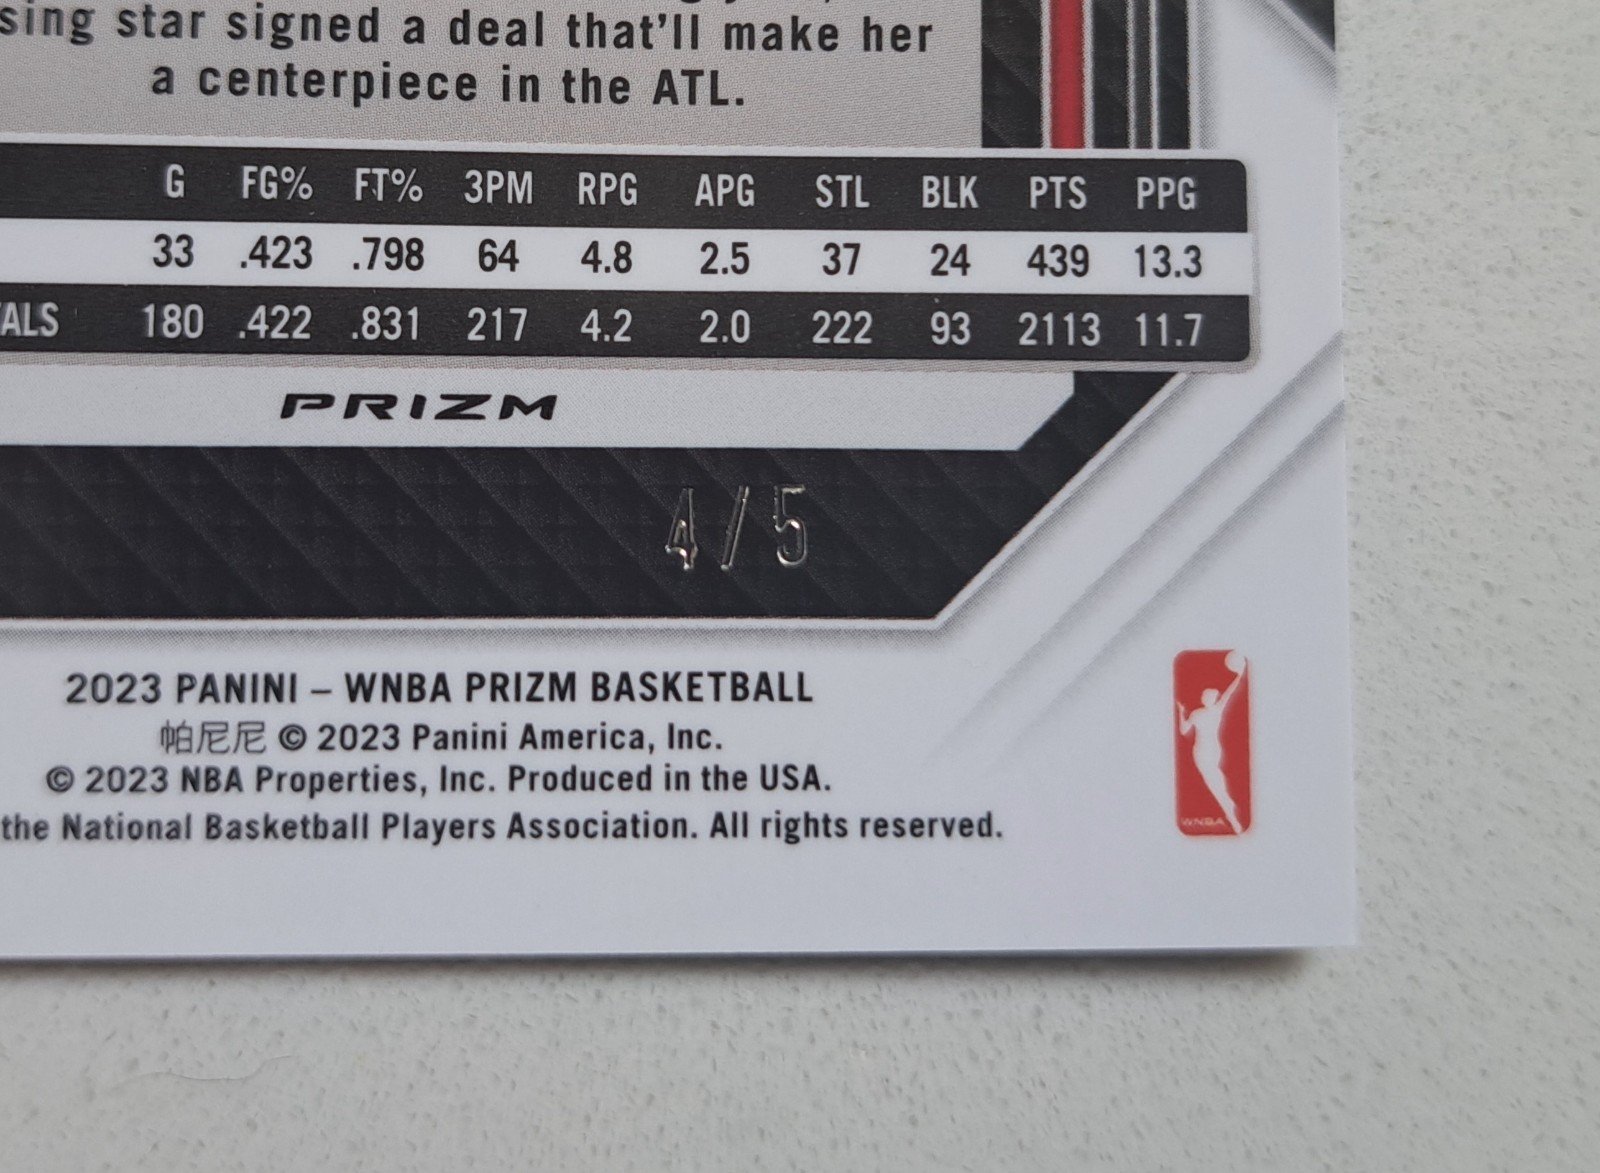 sing star signed a deal that'll make her
a centerpiece in the ATL.
G FG% FT% 3PM RPG APG STL BLK PTS PPG
33 .423 .798 64 4.8 2.5 37 24 439 13.3
ALS 180 .422 .831 217 4.2 2.0 222 93 2113 11.7
PRIZM
4/5
2023 PANINI – WNBA PRIZM BASKETBALL
帕尼尼 © 2023 Panini America, Inc.
© 2023 NBA Properties, Inc. Produced in the USA.
the National Basketball Players Association. All rights reserved.
WNBA